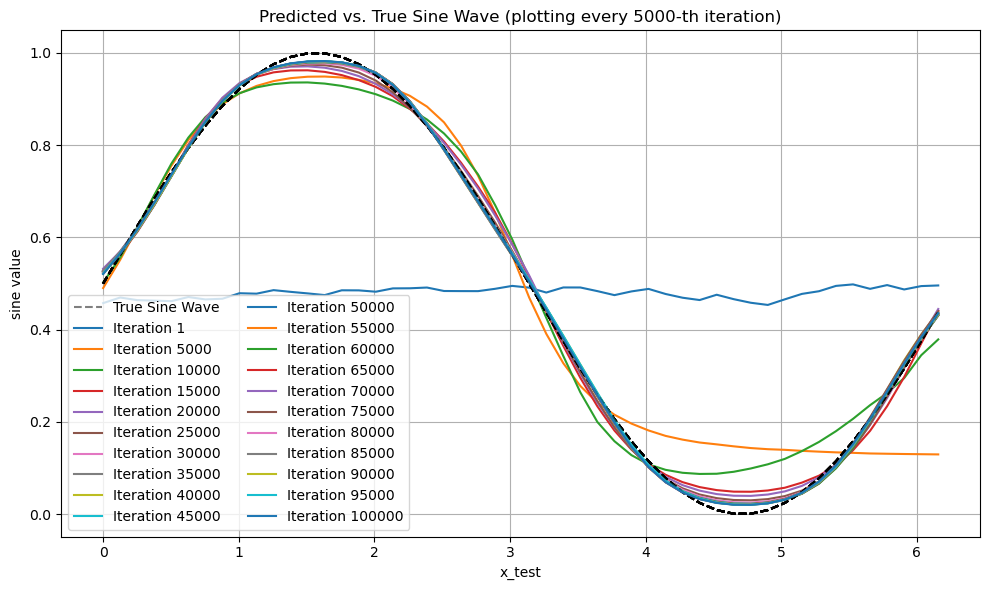 Predicted vs. True Sine Wave (plotting every 5000-th iteration)
sine value
1.0
0.8
0.6
0.4
0.2
0.0
True Sine Wave
Iteration 1
Iteration 5000
Iteration 10000
Iteration 15000
Iteration 20000
Iteration 25000
Iteration 30000
Iteration 35000
Iteration 40000
Iteration 45000
Iteration 50000
Iteration 55000
Iteration 60000
Iteration 65000
Iteration 70000
Iteration 75000
Iteration 80000
Iteration 85000
Iteration 90000
Iteration 95000
Iteration 100000
0 1 2 3 4 5 6
x_test